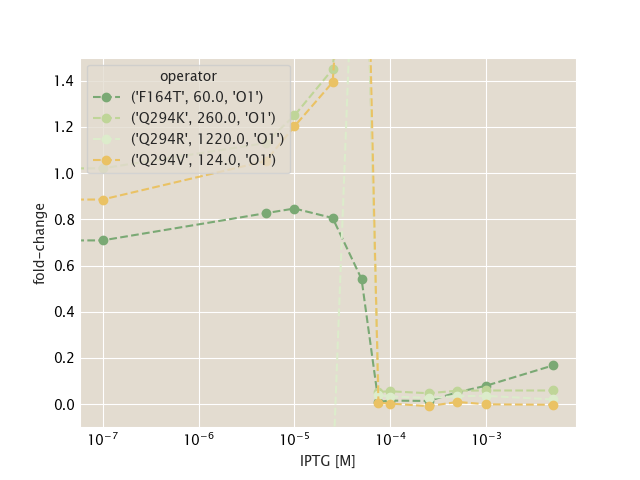 operator
('F164T', 60.0, 'O1')
('Q294K', 260.0, 'O1')
('Q294R', 1220.0, 'O1')
('Q294V', 124.0, 'O1')
1.4
1.2
1.0
0.8
0.6
0.4
0.2
0.0
fold-change
10⁻⁷
10⁻⁶
10⁻⁵
10⁻⁴
10⁻³
IPTG [M]